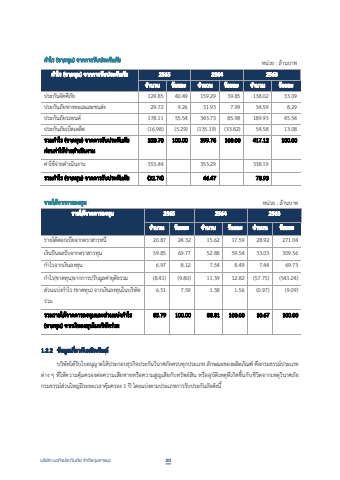 กำไร (ขาดทุน) จากการรับประกันภัย
หน่วย : ล้านบาท
กำไร (ขาดทุน) จากการรับประกันภัย 2565 2564 2563
จำนวน ร้อยละ จำนวน ร้อยละ จำนวน ร้อยละ
ประกันอัคคีภัย 129.65 40.49 159.29 39.85 138.02 33.09
ประกันภัยทางทะเลและขนส่ง 29.72 9.26 31.93 7.99 34.59 8.29
ประกันภัยรถยนต์ 178.11 55.54 343.73 85.98 189.93 45.54
ประกันภัยเบ็ดเตล็ด (16.98) (5.29) (135.19) (33.82) 54.58 13.08
รวมกำไร (ขาดทุน) จากการรับประกันภัย 320.70 100.00 399.76 100.00 417.12 100.00
ก่อนค่าใช้จ่ายดำเนินงาน
ค่าใช้จ่ายดำเนินงาน 353.44 353.29 338.19
รวมกำไร (ขาดทุน) จากการรับประกันภัย (32.74) 46.47 78.93
รายได้จากการลงทุน
หน่วย : ล้านบาท
รายได้จากการลงทุน 2565 2564 2563
จำนวน ร้อยละ จำนวน ร้อยละ จำนวน ร้อยละ
รายได้ดอกเบี้ยจากตราสารหนี้ 20.87 24.32 15.62 17.59 28.92 271.04
เงินปันผลรับจากตราสารทุน 59.85 69.77 52.88 59.54 33.03 309.56
กำไรจากเงินลงทุน 6.97 8.12 7.54 8.49 7.44 69.73
กำไร(ขาดทุน)จากการปรับมูลค่ายุติธรรม (8.41) (9.80) 11.39 12.82 (57.75) (541.24)
ส่วนแบ่งกำไร (ขาดทุน) จากเงินลงทุนในบริษัท 6.51 7.59 1.38 1.56 (0.97) (9.09)
ร่วม
รวมรายได้จากการลงทุนและส่วนแบ่งกำไร 85.79 100.00 88.81 100.00 10.67 100.00
(ขาดทุน) จากเงินลงทุนในบริษัทร่วม
1.2.2 ข้อมูลเกี่ยวกับผลิตภัณฑ์
บริษัทได้รับใบอนุญาตให้ประกอบธุรกิจประกันวินาศภัยครบทุกประเภท ลักษณะของผลิตภัณฑ์ คือกรมธรรม์ประเภท
ต่าง ๆ ที่ให้ความคุ้มครองต่อความเสียหายหรือความสูญเสียกับทรัพย์สิน หรืออุบัติเหตุที่เกิดขึ้นกับชีวิตจากเหตุวินาศภัย
กรมธรรม์ส่วนใหญ่มีระยะเวลาคุ้มครอง 1 ปี โดยแบ่งตามประเภทการรับประกันภัยดังนี้
บริษัท นวกิจประกันภัย จำกัด (มหาชน)